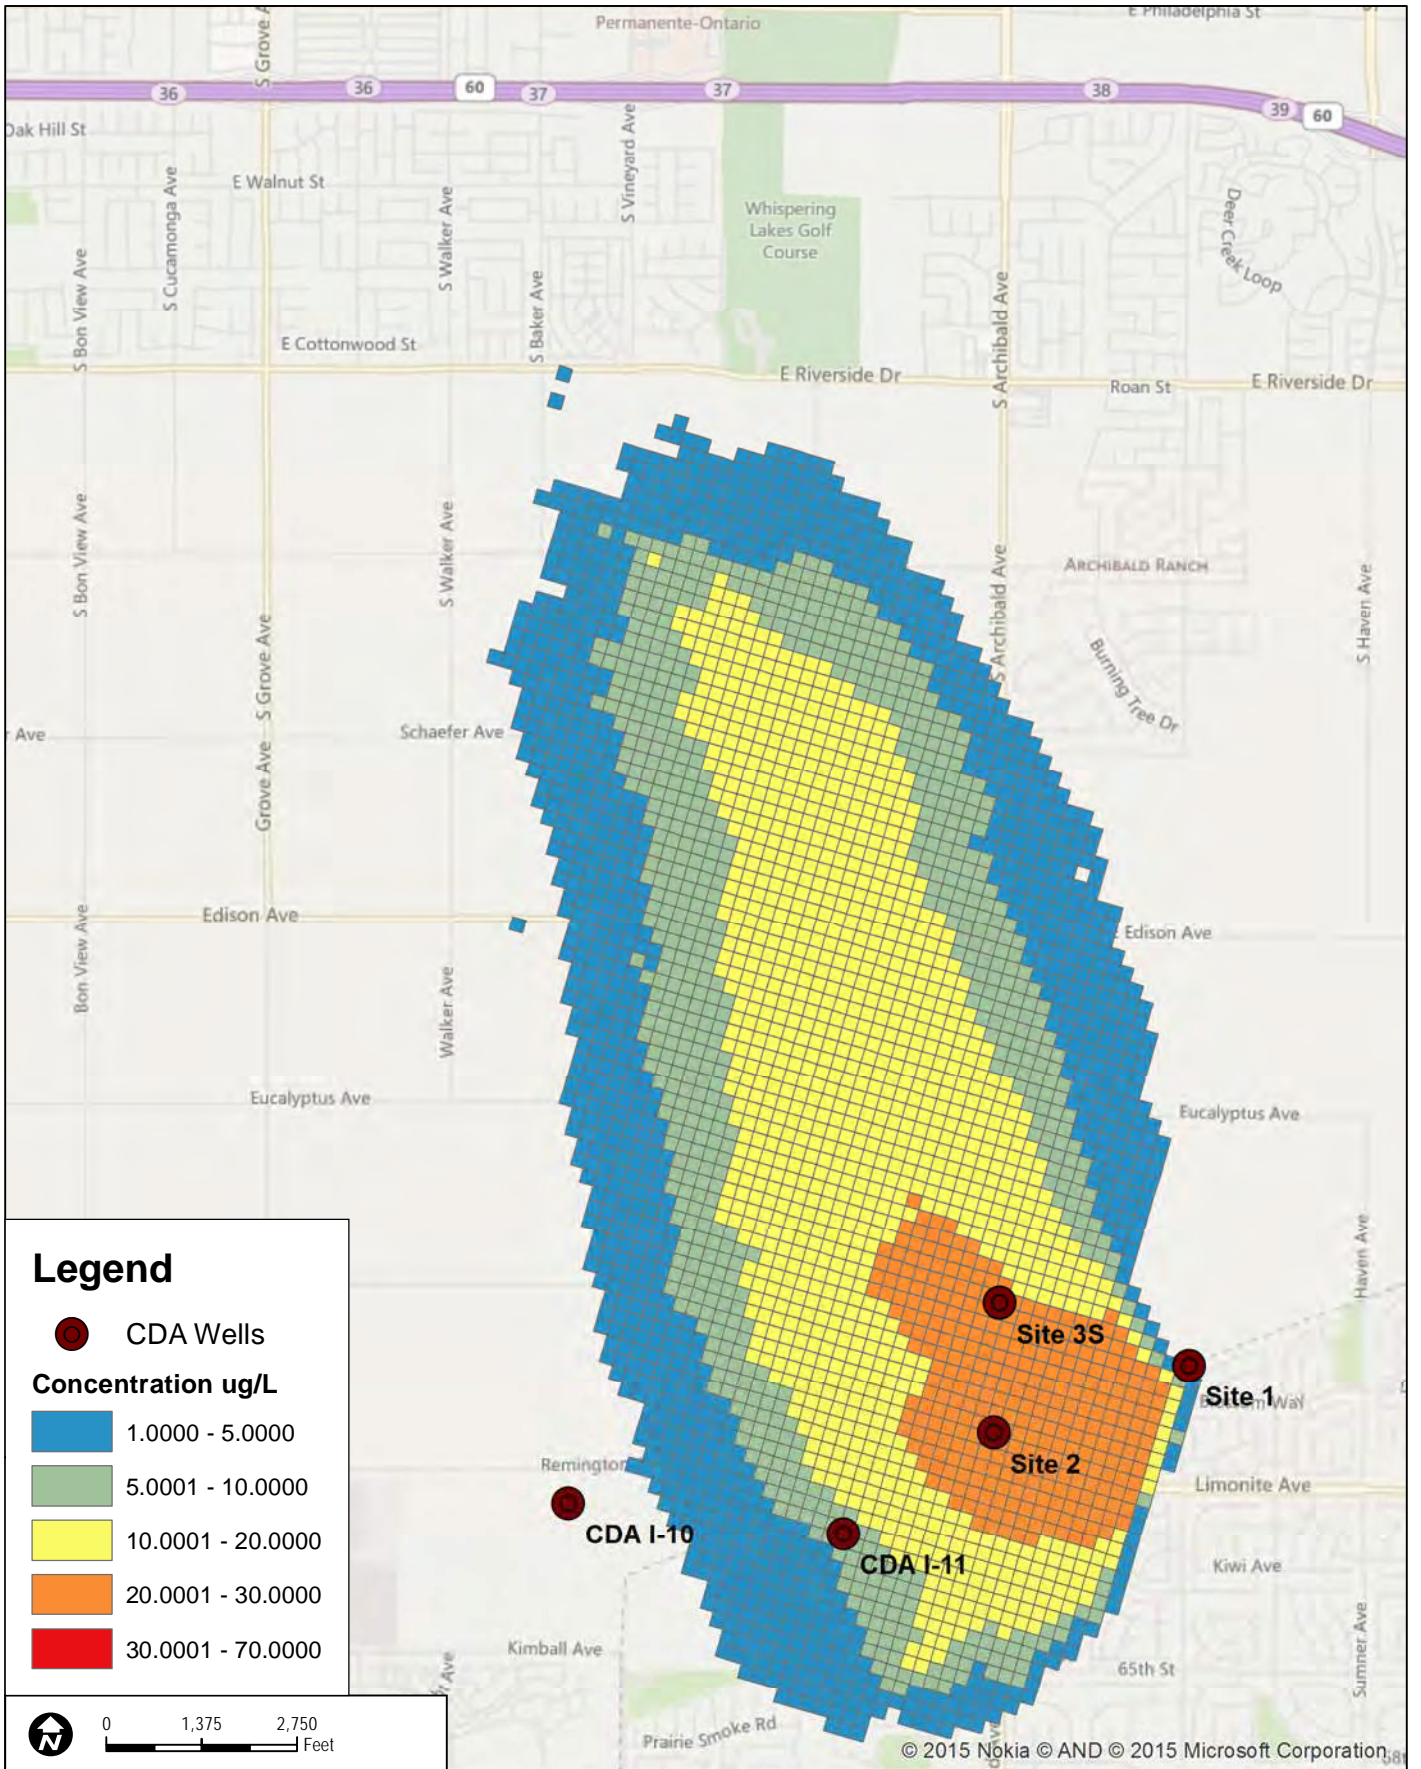 Permanente-Ontario
E Philadelphia St
S Grove A
36
36
60
37
37
38
39
60
Oak Hill St
E Walnut St
S Cucamonga Ave
S Walker Ave
S Vineyard Ave
Whispering
Lakes Golf
Course
Deer Creek Loop
S Bon View Ave
S Baker Ave
S Archibald Ave
E Cottonwood St
E Riverside Dr
Roan St
E Riverside Dr
S Bon View Ave
S Walker Ave
S Archibald Ave
ARCHIBALD RANCH
S Haven Ave
S Grove Ave
Burning Tree Dr
r Ave
Grove Ave
Schaefer Ave
Edison Ave
E Edison Ave
Bon View Ave
Walker Ave
Eucalyptus Ave
Eucalyptus Ave
Haven Ave
Legend
CDA Wells
Concentration ug/L
1.0000 - 5.0000
5.0001 - 10.0000
10.0001 - 20.0000
20.0001 - 30.0000
30.0001 - 70.0000
Site 3S
Site 1
Site 2
Remington
Limonite Ave
CDA I-10
CDA I-11
Kiwi Ave
Kimball Ave
65th St
Sumner Ave
Prairie Smoke Rd
N
0 1,375 2,750
Feet
© 2015 Nokia © AND © 2015 Microsoft Corporation